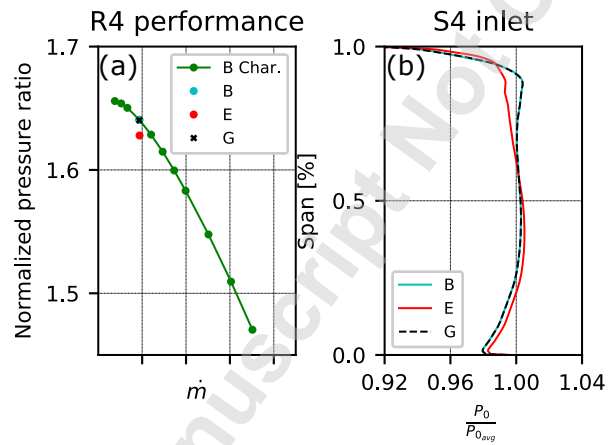 R4 performance
S4 inlet
(a)
(b)
1.7
1.6
1.5
Normalized pressure ratio
ṁ
B Char.
B
E
G
1.0
0.5
0.0
Span [%]
B
E
G
0.92
0.96
1.00
1.04
P₀
P₀ₐᵥg